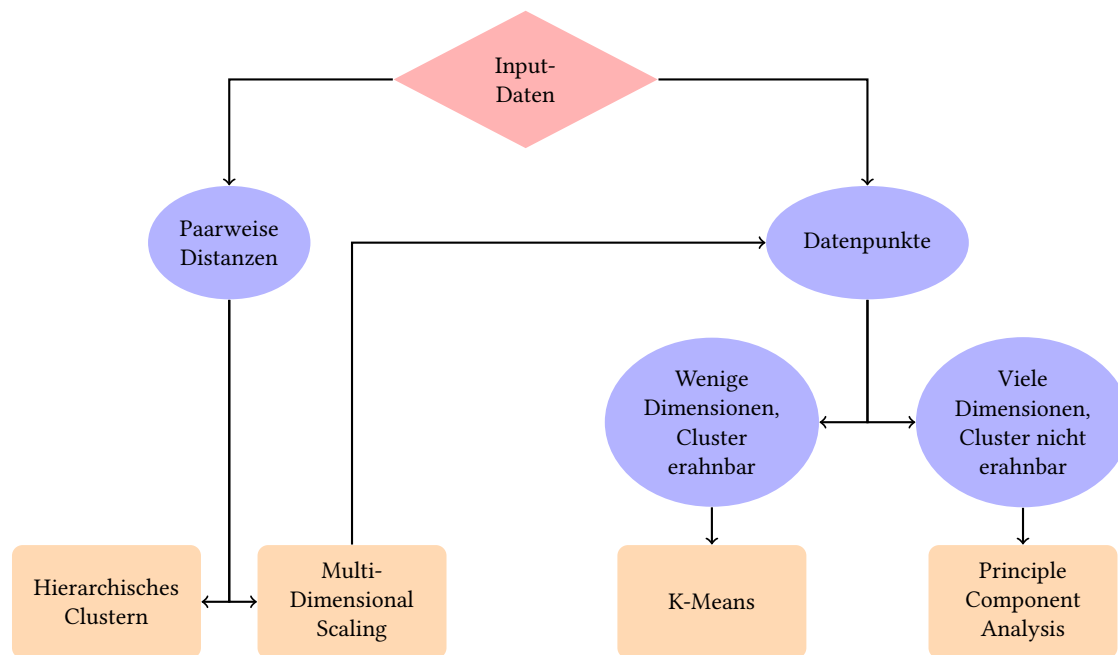 Input-
Daten
Paarweise
Distanzen
Datenpunkte
Wenige
Dimensionen,
Cluster
erahnbar
Viele
Dimensionen,
Cluster nicht
erahnbar
Hierarchisches
Clustern
Multi-
Dimensional
Scaling
K-Means
Principle
Component
Analysis